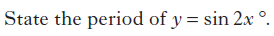 State the period of y = sin 2x °.